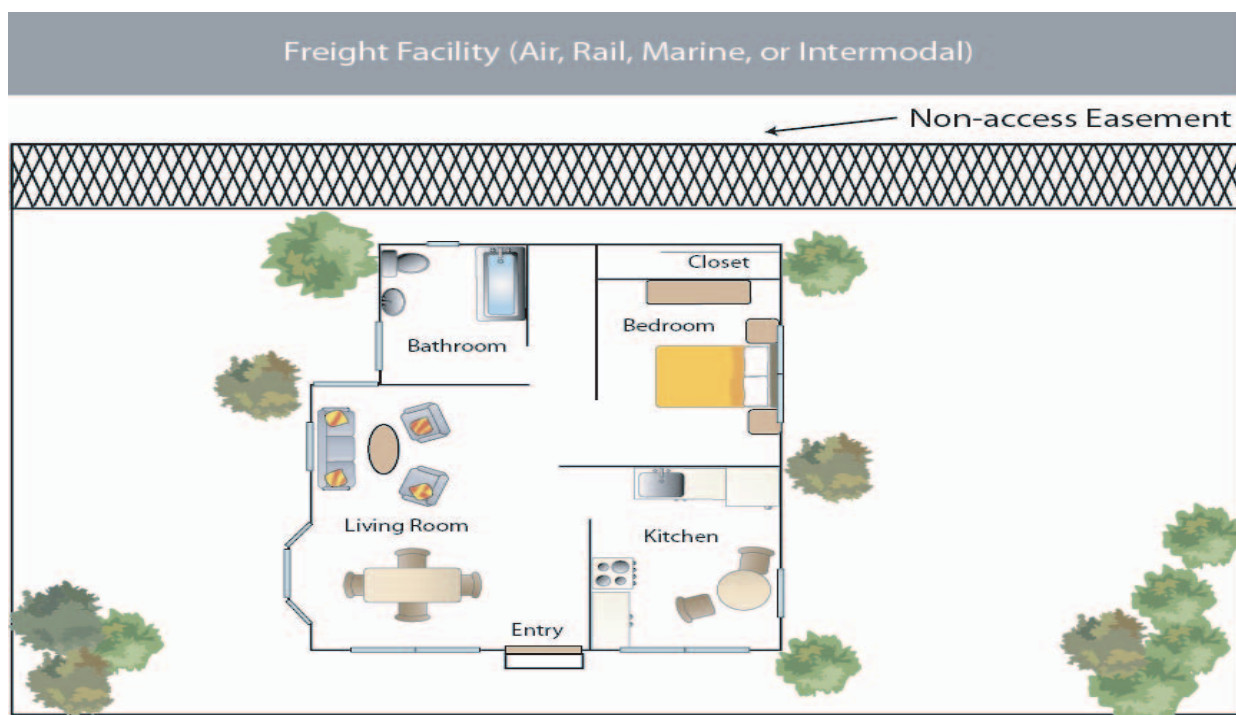 Freight Facility (Air, Rail, Marine, or Intermodal)
Non-access Easement
Closet
Bedroom
Bathroom
Living Room
Kitchen
Entry